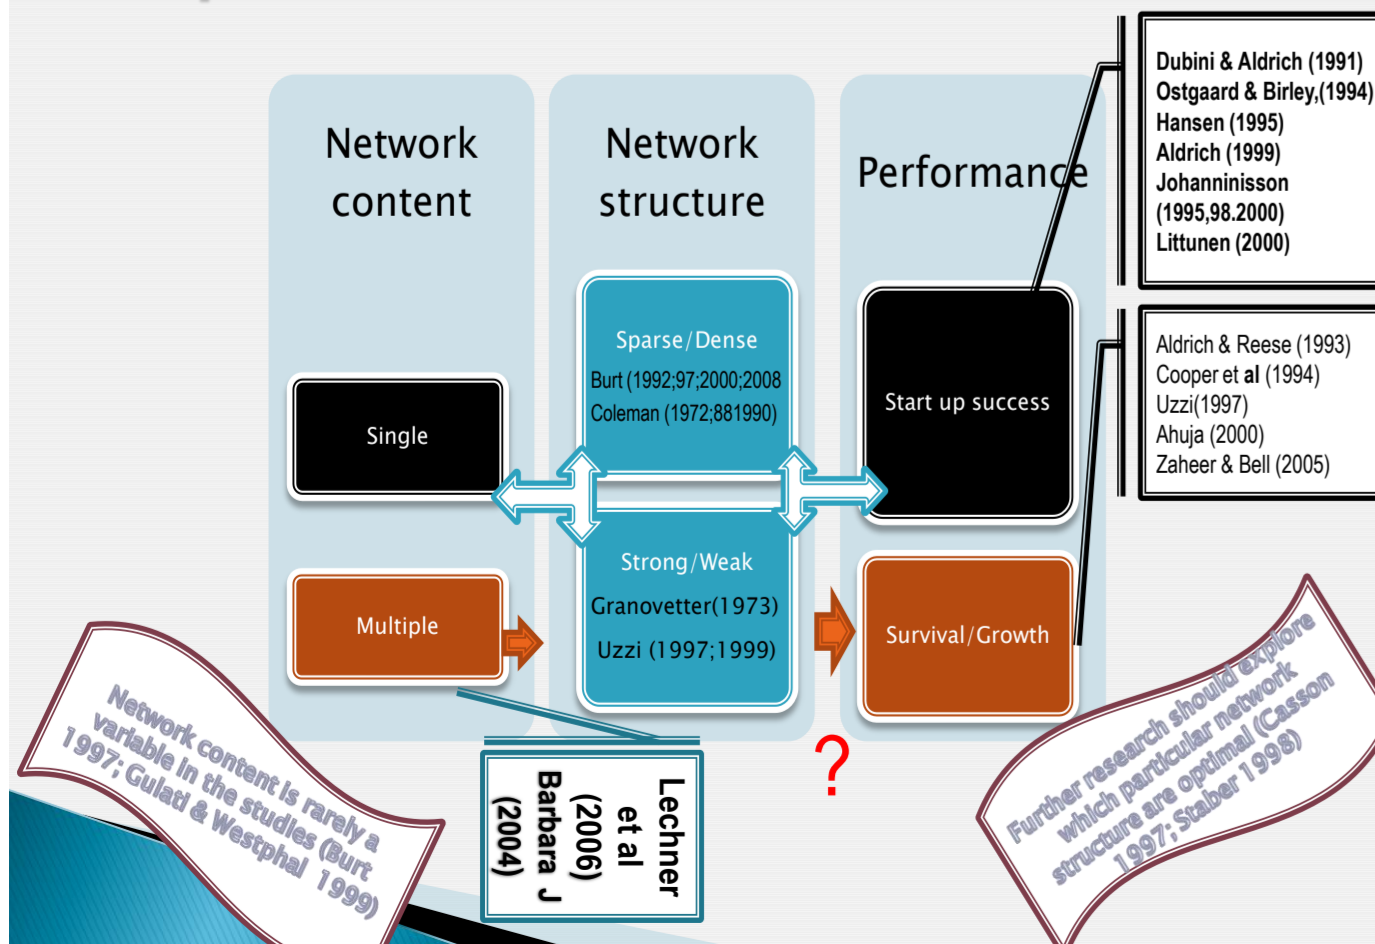 Network
content
Network
structure
Performance
Dubini & Aldrich (1991)
Ostgaard & Birley,(1994)
Hansen (1995)
Aldrich (1999)
Johanninisson
(1995,98.2000)
Littunen (2000)
Aldrich & Reese (1993)
Cooper et al (1994)
Uzzi(1997)
Ahuja (2000)
Zaheer & Bell (2005)
Single
Multiple
Sparse/Dense
Burt (1992;97;2000;2008
Coleman (1972;881990)
Strong/Weak
Granovetter(1973)
Uzzi (1997;1999)
Start up success
Survival/Growth
?
Lechner
et al
(2006)
Barbara J
(2004)
Network content is rarely a
variable in the studies (Burt
1997; Gulati & Westphal 1999)
Further research should explore
which particular network
structure are optimal (Casson
1997; Staber 1998)